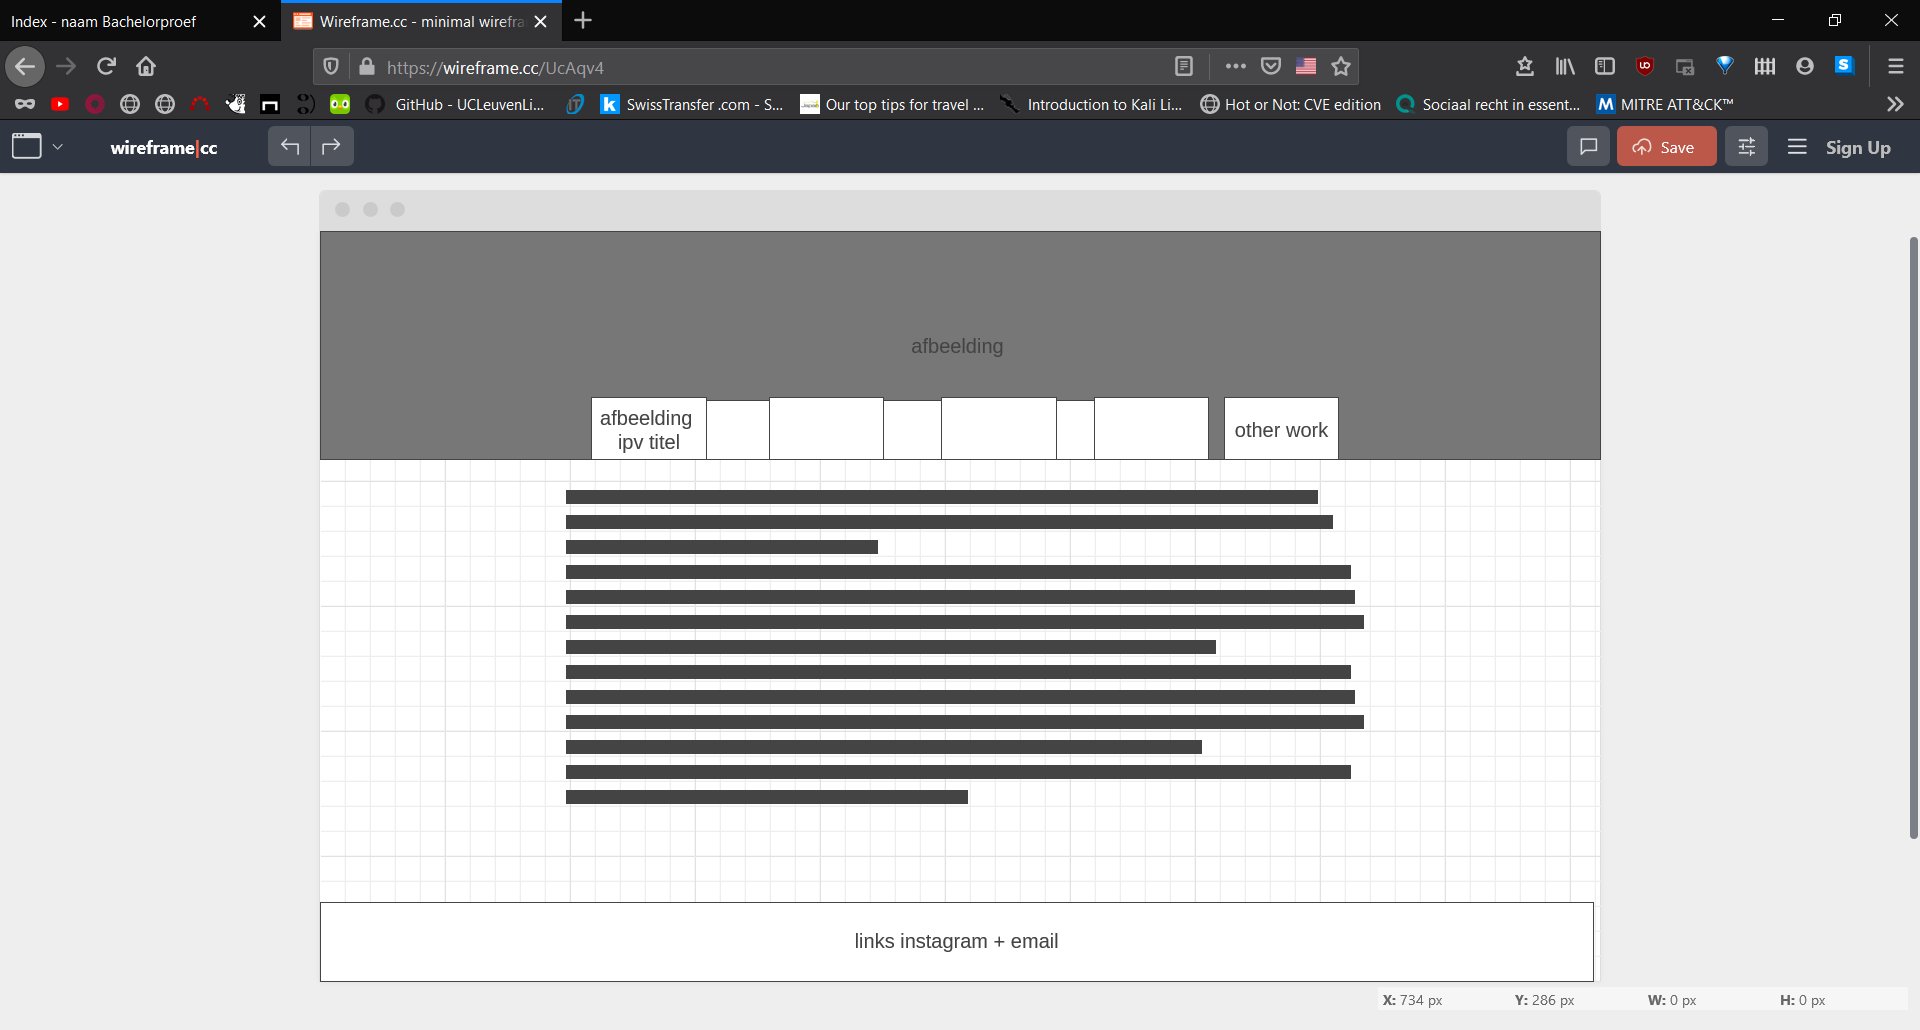 Index - naam Bachelorproef
Wireframe.cc - minimal wirefra
https://wireframe.cc/UcAqv4
GitHub - UCLeuvenLi...
SwissTransfer .com - S...
Our top tips for travel ...
Introduction to Kali Li...
Hot or Not: CVE edition
Sociaal recht in essent...
MITRE ATT&CK™
wireframe|cc
Save
Sign Up
afbeelding
afbeelding
ipv titel
other work
links instagram + email
X: 734 px Y: 286 px W: 0 px H: 0 px